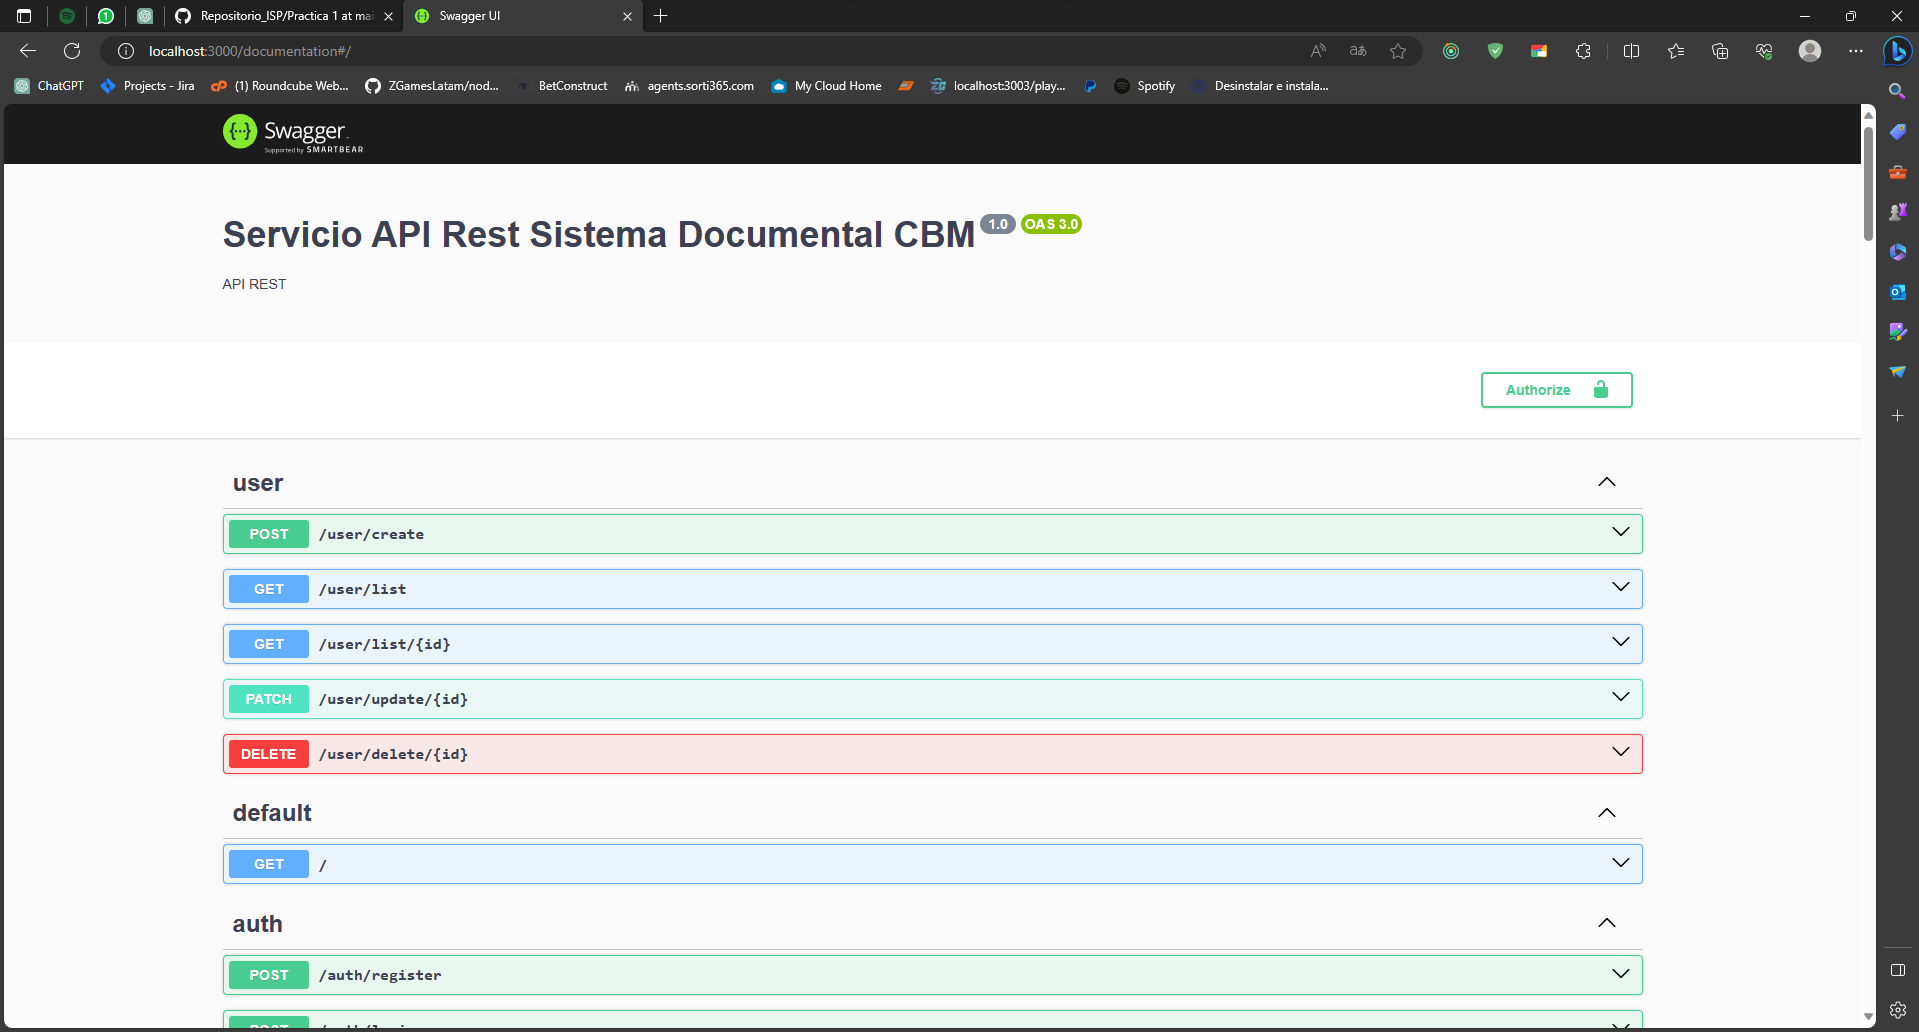 Repositorio_ISP/Practica 1 at mai
Swagger UI
localhost:3000/documentation#/
ChatGPT
Projects - Jira
(1) Roundcube Web...
ZGamesLatam/nod...
BetConstruct
agents.sorti365.com
My Cloud Home
localhost:3003/play...
Spotify
Desinstalar e instala...
Swagger.
Supported by SMARTBEAR
Servicio API Rest Sistema Documental CBM 1.0 OAS 3.0
API REST
Authorize
user
POST /user/create
GET /user/list
GET /user/list/{id}
PATCH /user/update/{id}
DELETE /user/delete/{id}
default
GET /
auth
POST /auth/register
POST